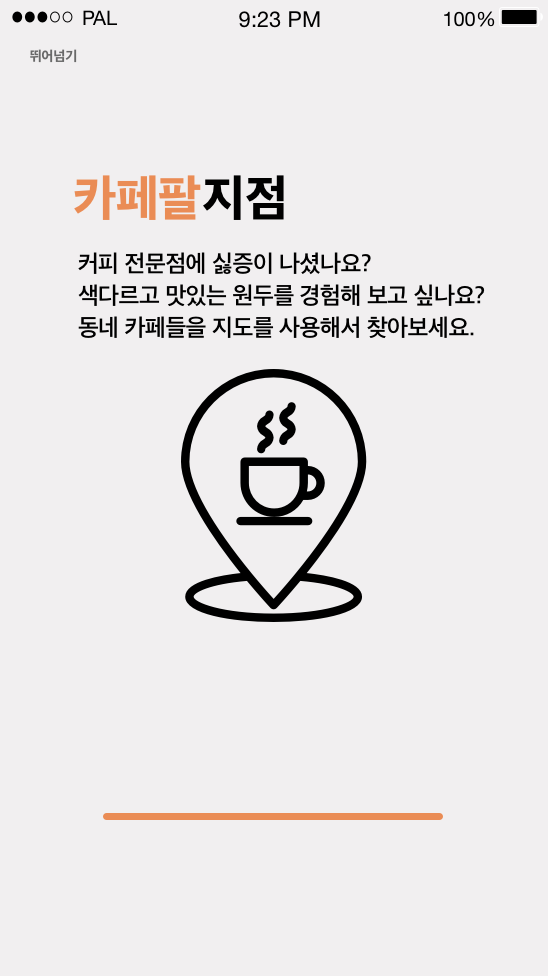 PAL 9:23 PM 100%
뛰어넘기
카페팔지점
커피 전문점에 싫증이 나셨나요?
색다르고 맛있는 원두를 경험해 보고 싶나요?
동네 카페들을 지도를 사용해서 찾아보세요.